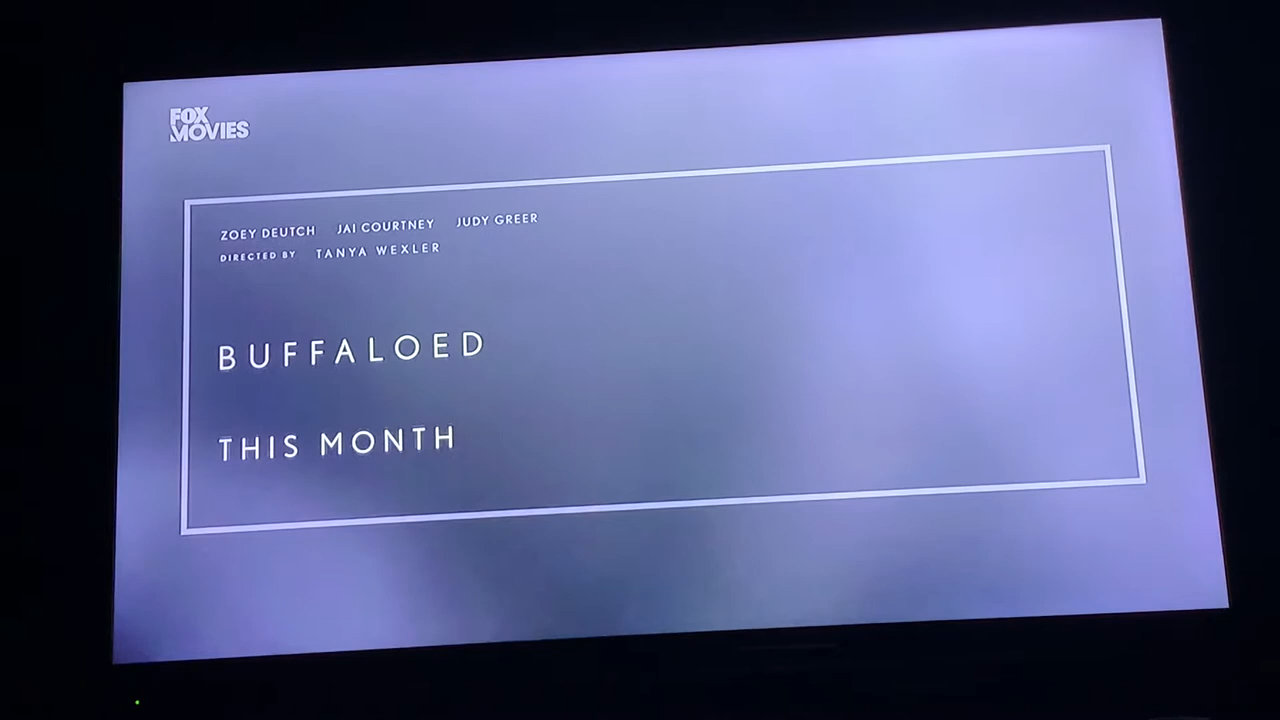 FOX
MOVIES
ZOEY DEUTCH JAI COURTNEY JUDY GREER
DIRECTED BY TANYA WEXLER
BUFFALOED
THIS MONTH